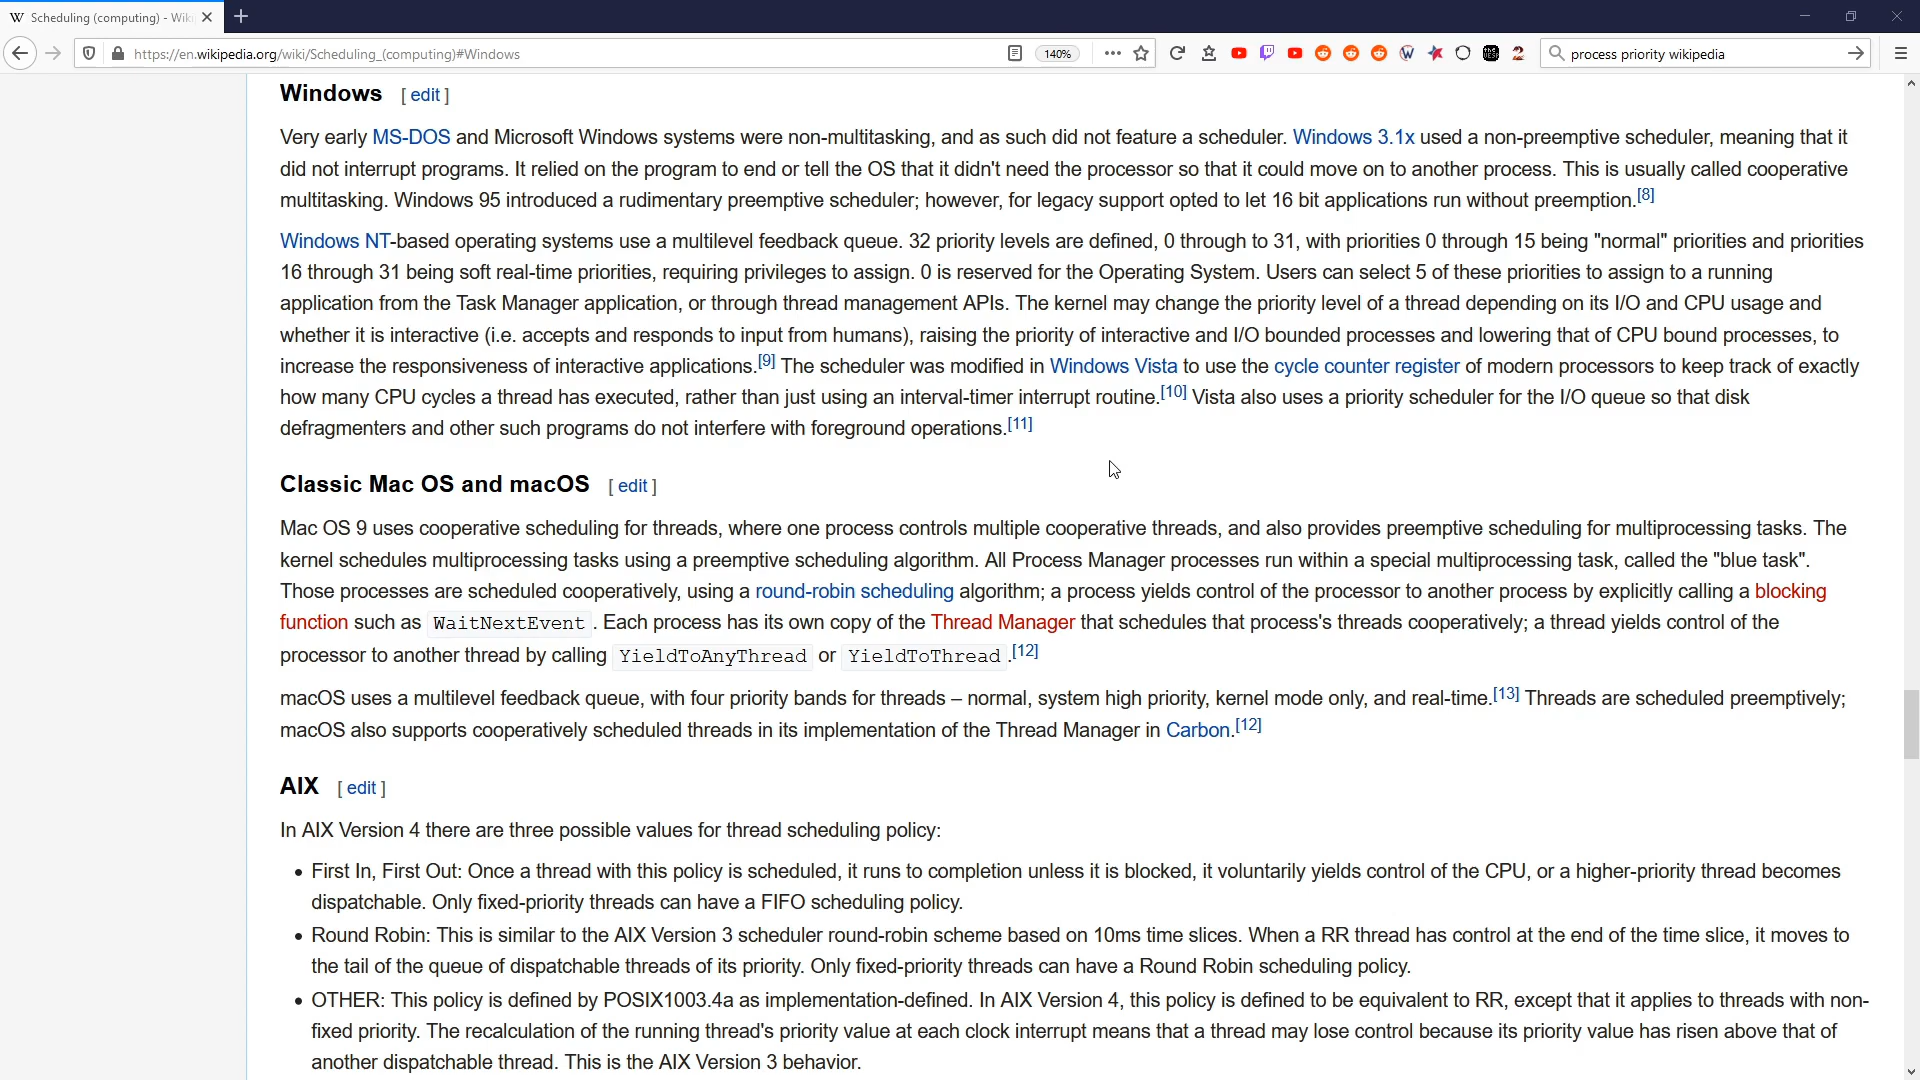 Scheduling (computing) - Wiki
https://en.wikipedia.org/wiki/Scheduling_(computing)#Windows
140%
process priority wikipedia
Windows [ edit ]
Very early MS-DOS and Microsoft Windows systems were non-multitasking, and as such did not feature a scheduler. Windows 3.1x used a non-preemptive scheduler, meaning that it
did not interrupt programs. It relied on the program to end or tell the OS that it didn't need the processor so that it could move on to another process. This is usually called cooperative
multitasking. Windows 95 introduced a rudimentary preemptive scheduler; however, for legacy support opted to let 16 bit applications run without preemption.[8]
Windows NT-based operating systems use a multilevel feedback queue. 32 priority levels are defined, 0 through to 31, with priorities 0 through 15 being "normal" priorities and priorities
16 through 31 being soft real-time priorities, requiring privileges to assign. 0 is reserved for the Operating System. Users can select 5 of these priorities to assign to a running
application from the Task Manager application, or through thread management APIs. The kernel may change the priority level of a thread depending on its I/O and CPU usage and
whether it is interactive (i.e. accepts and responds to input from humans), raising the priority of interactive and I/O bounded processes and lowering that of CPU bound processes, to
increase the responsiveness of interactive applications.[9] The scheduler was modified in Windows Vista to use the cycle counter register of modern processors to keep track of exactly
how many CPU cycles a thread has executed, rather than just using an interval-timer interrupt routine.[10] Vista also uses a priority scheduler for the I/O queue so that disk
defragmenters and other such programs do not interfere with foreground operations.[11]
Classic Mac OS and macOS [ edit ]
Mac OS 9 uses cooperative scheduling for threads, where one process controls multiple cooperative threads, and also provides preemptive scheduling for multiprocessing tasks. The
kernel schedules multiprocessing tasks using a preemptive scheduling algorithm. All Process Manager processes run within a special multiprocessing task, called the "blue task".
Those processes are scheduled cooperatively, using a round-robin scheduling algorithm; a process yields control of the processor to another process by explicitly calling a blocking
function such as WaitNextEvent. Each process has its own copy of the Thread Manager that schedules that process's threads cooperatively; a thread yields control of the
processor to another thread by calling YieldToAnyThread or YieldToThread.[12]
macOS uses a multilevel feedback queue, with four priority bands for threads – normal, system high priority, kernel mode only, and real-time.[13] Threads are scheduled preemptively;
macOS also supports cooperatively scheduled threads in its implementation of the Thread Manager in Carbon.[12]
AIX [ edit ]
In AIX Version 4 there are three possible values for thread scheduling policy:
• First In, First Out: Once a thread with this policy is scheduled, it runs to completion unless it is blocked, it voluntarily yields control of the CPU, or a higher-priority thread becomes
dispatchable. Only fixed-priority threads can have a FIFO scheduling policy.
• Round Robin: This is similar to the AIX Version 3 scheduler round-robin scheme based on 10ms time slices. When a RR thread has control at the end of the time slice, it moves to
the tail of the queue of dispatchable threads of its priority. Only fixed-priority threads can have a Round Robin scheduling policy.
• OTHER: This policy is defined by POSIX1003.4a as implementation-defined. In AIX Version 4, this policy is defined to be equivalent to RR, except that it applies to threads with non-
fixed priority. The recalculation of the running thread's priority value at each clock interrupt means that a thread may lose control because its priority value has risen above that of
another dispatchable thread. This is the AIX Version 3 behavior.